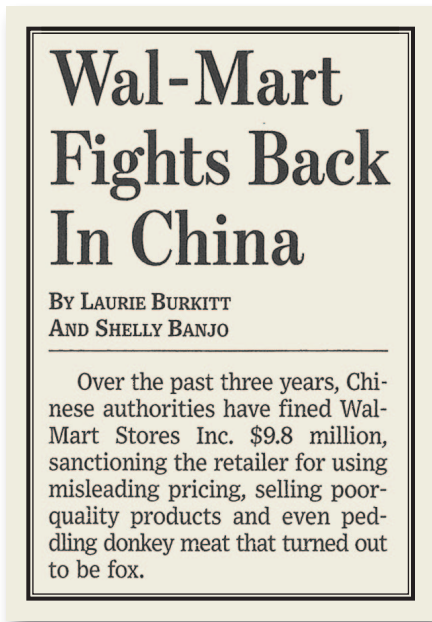 Wal-Mart
Fights Back
In China
BY LAURIE BURKITT
AND SHELLY BANJO
Over the past three years, Chi-
nese authorities have fined Wal-
Mart Stores Inc. $9.8 million,
sanctioning the retailer for using
misleading pricing, selling poor-
quality products and even ped-
dling donkey meat that turned out
to be fox.